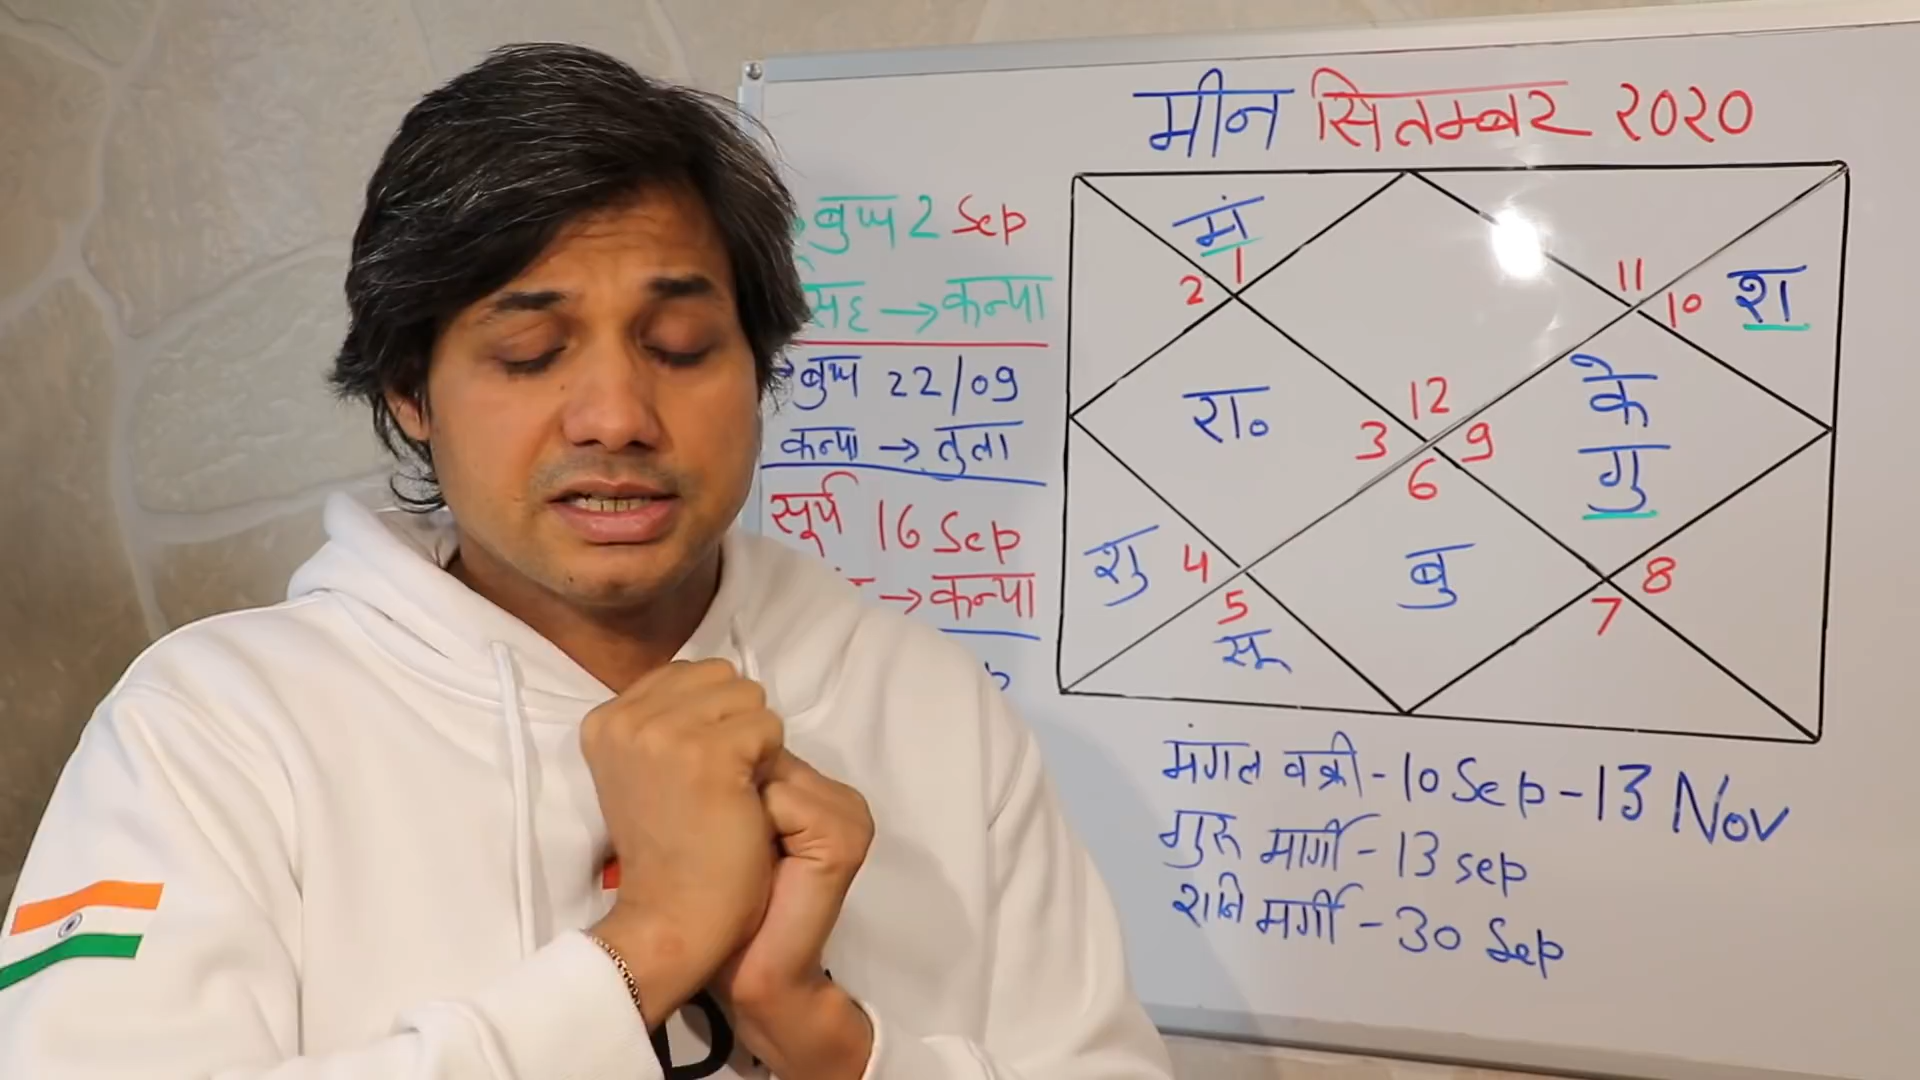 मीन सितम्बर २०२०
बुध 2 Sep
→ कन्या
बुध 22/09
कन्या → तुला
सूर्य 16 Sep
→ कन्या
मं
1
2
11
10 श
रा०
12
3
9
6
के
गु
शु 4
5
सू
बु
8
7
मंगल वक्री - 10 Sep - 13 Nov
गुरू मार्गी - 13 sep
शनि मार्गी - 30 Sep